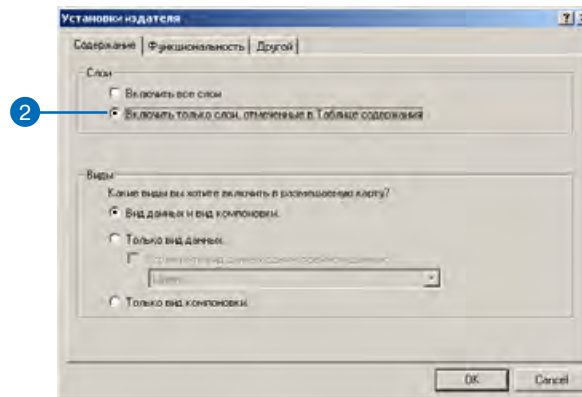 Установки издателя
Содержание Функциональность Другой
Слои
Включить все слои
2 Включить только слои, отмеченные в Таблице содержания
Виды
Какие виды вы хотите включить в размещаемую карту?
Вид данных и вид компоновки.
Только вид данных.
Только вид компоновки.
OK Cancel